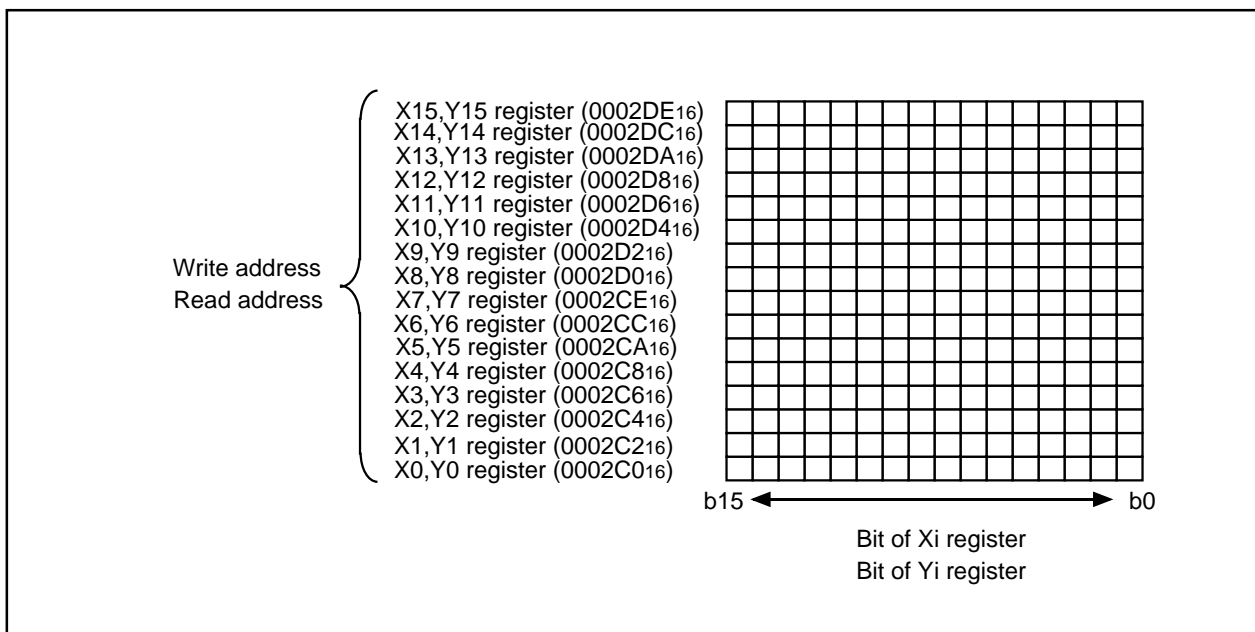 X15,Y15 register (0002DE16)
X14,Y14 register (0002DC16)
X13,Y13 register (0002DA16)
X12,Y12 register (0002D816)
X11,Y11 register (0002D616)
X10,Y10 register (0002D416)
X9,Y9 register (0002D216)
X8,Y8 register (0002D016)
X7,Y7 register (0002CE16)
X6,Y6 register (0002CC16)
X5,Y5 register (0002CA16)
X4,Y4 register (0002C816)
X3,Y3 register (0002C616)
X2,Y2 register (0002C416)
X1,Y1 register (0002C216)
X0,Y0 register (0002C016)
Write address
Read address
b15 b0
Bit of Xi register
Bit of Yi register